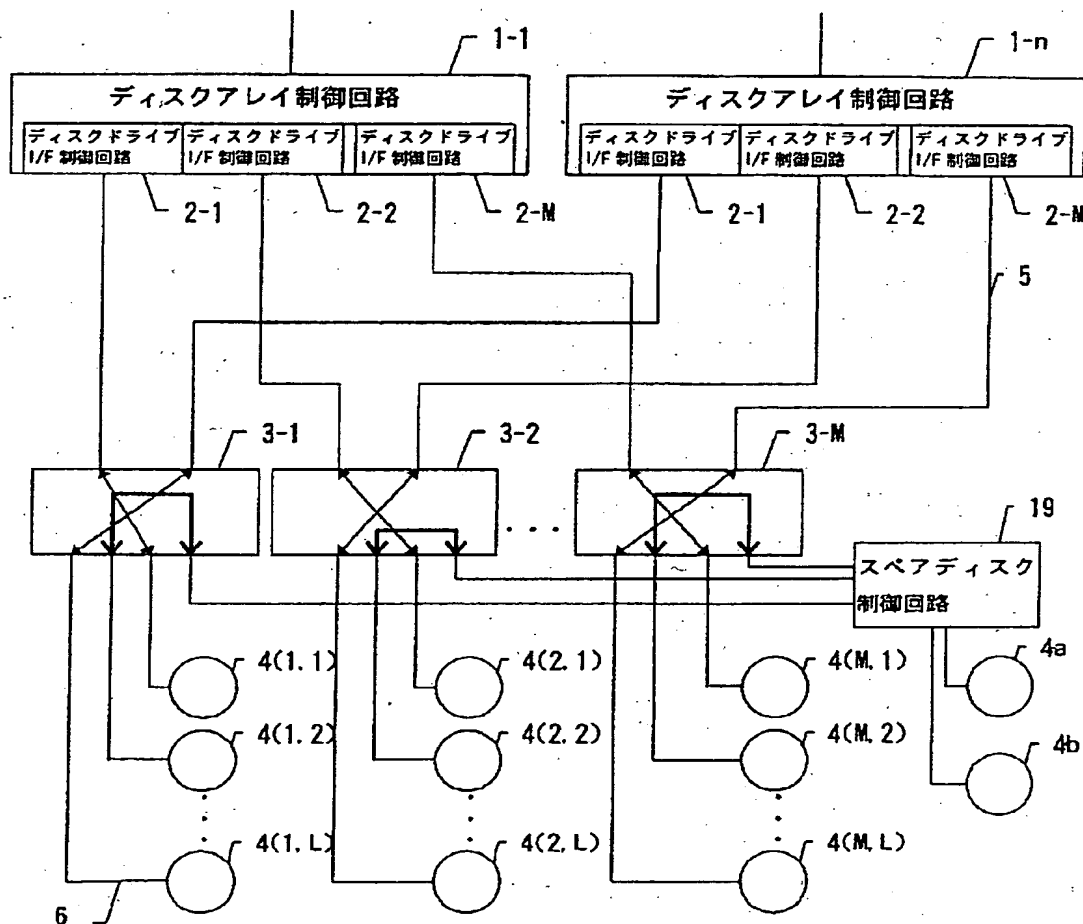 1-1
1-n
ディスクアレイ制御回路
ディスクアレイ制御回路
ディスクドライブ
I/F 制御回路
ディスクドライブ
I/F 制御回路
ディスクドライブ
I/F 制御回路
ディスクドライブ
I/F 制御回路
ディスクドライブ
I/F 制御回路
ディスクドライブ
I/F 制御回路
2-1
2-2
2-M
2-1
2-2
2-M
5
3-1
3-2
3-M
19
スペアディスク
制御回路
4(1,1)
4(2,1)
4(M,1)
4a
4(1,2)
4(2,2)
4(M,2)
4b
4(1,L)
4(2,L)
4(M,L)
6